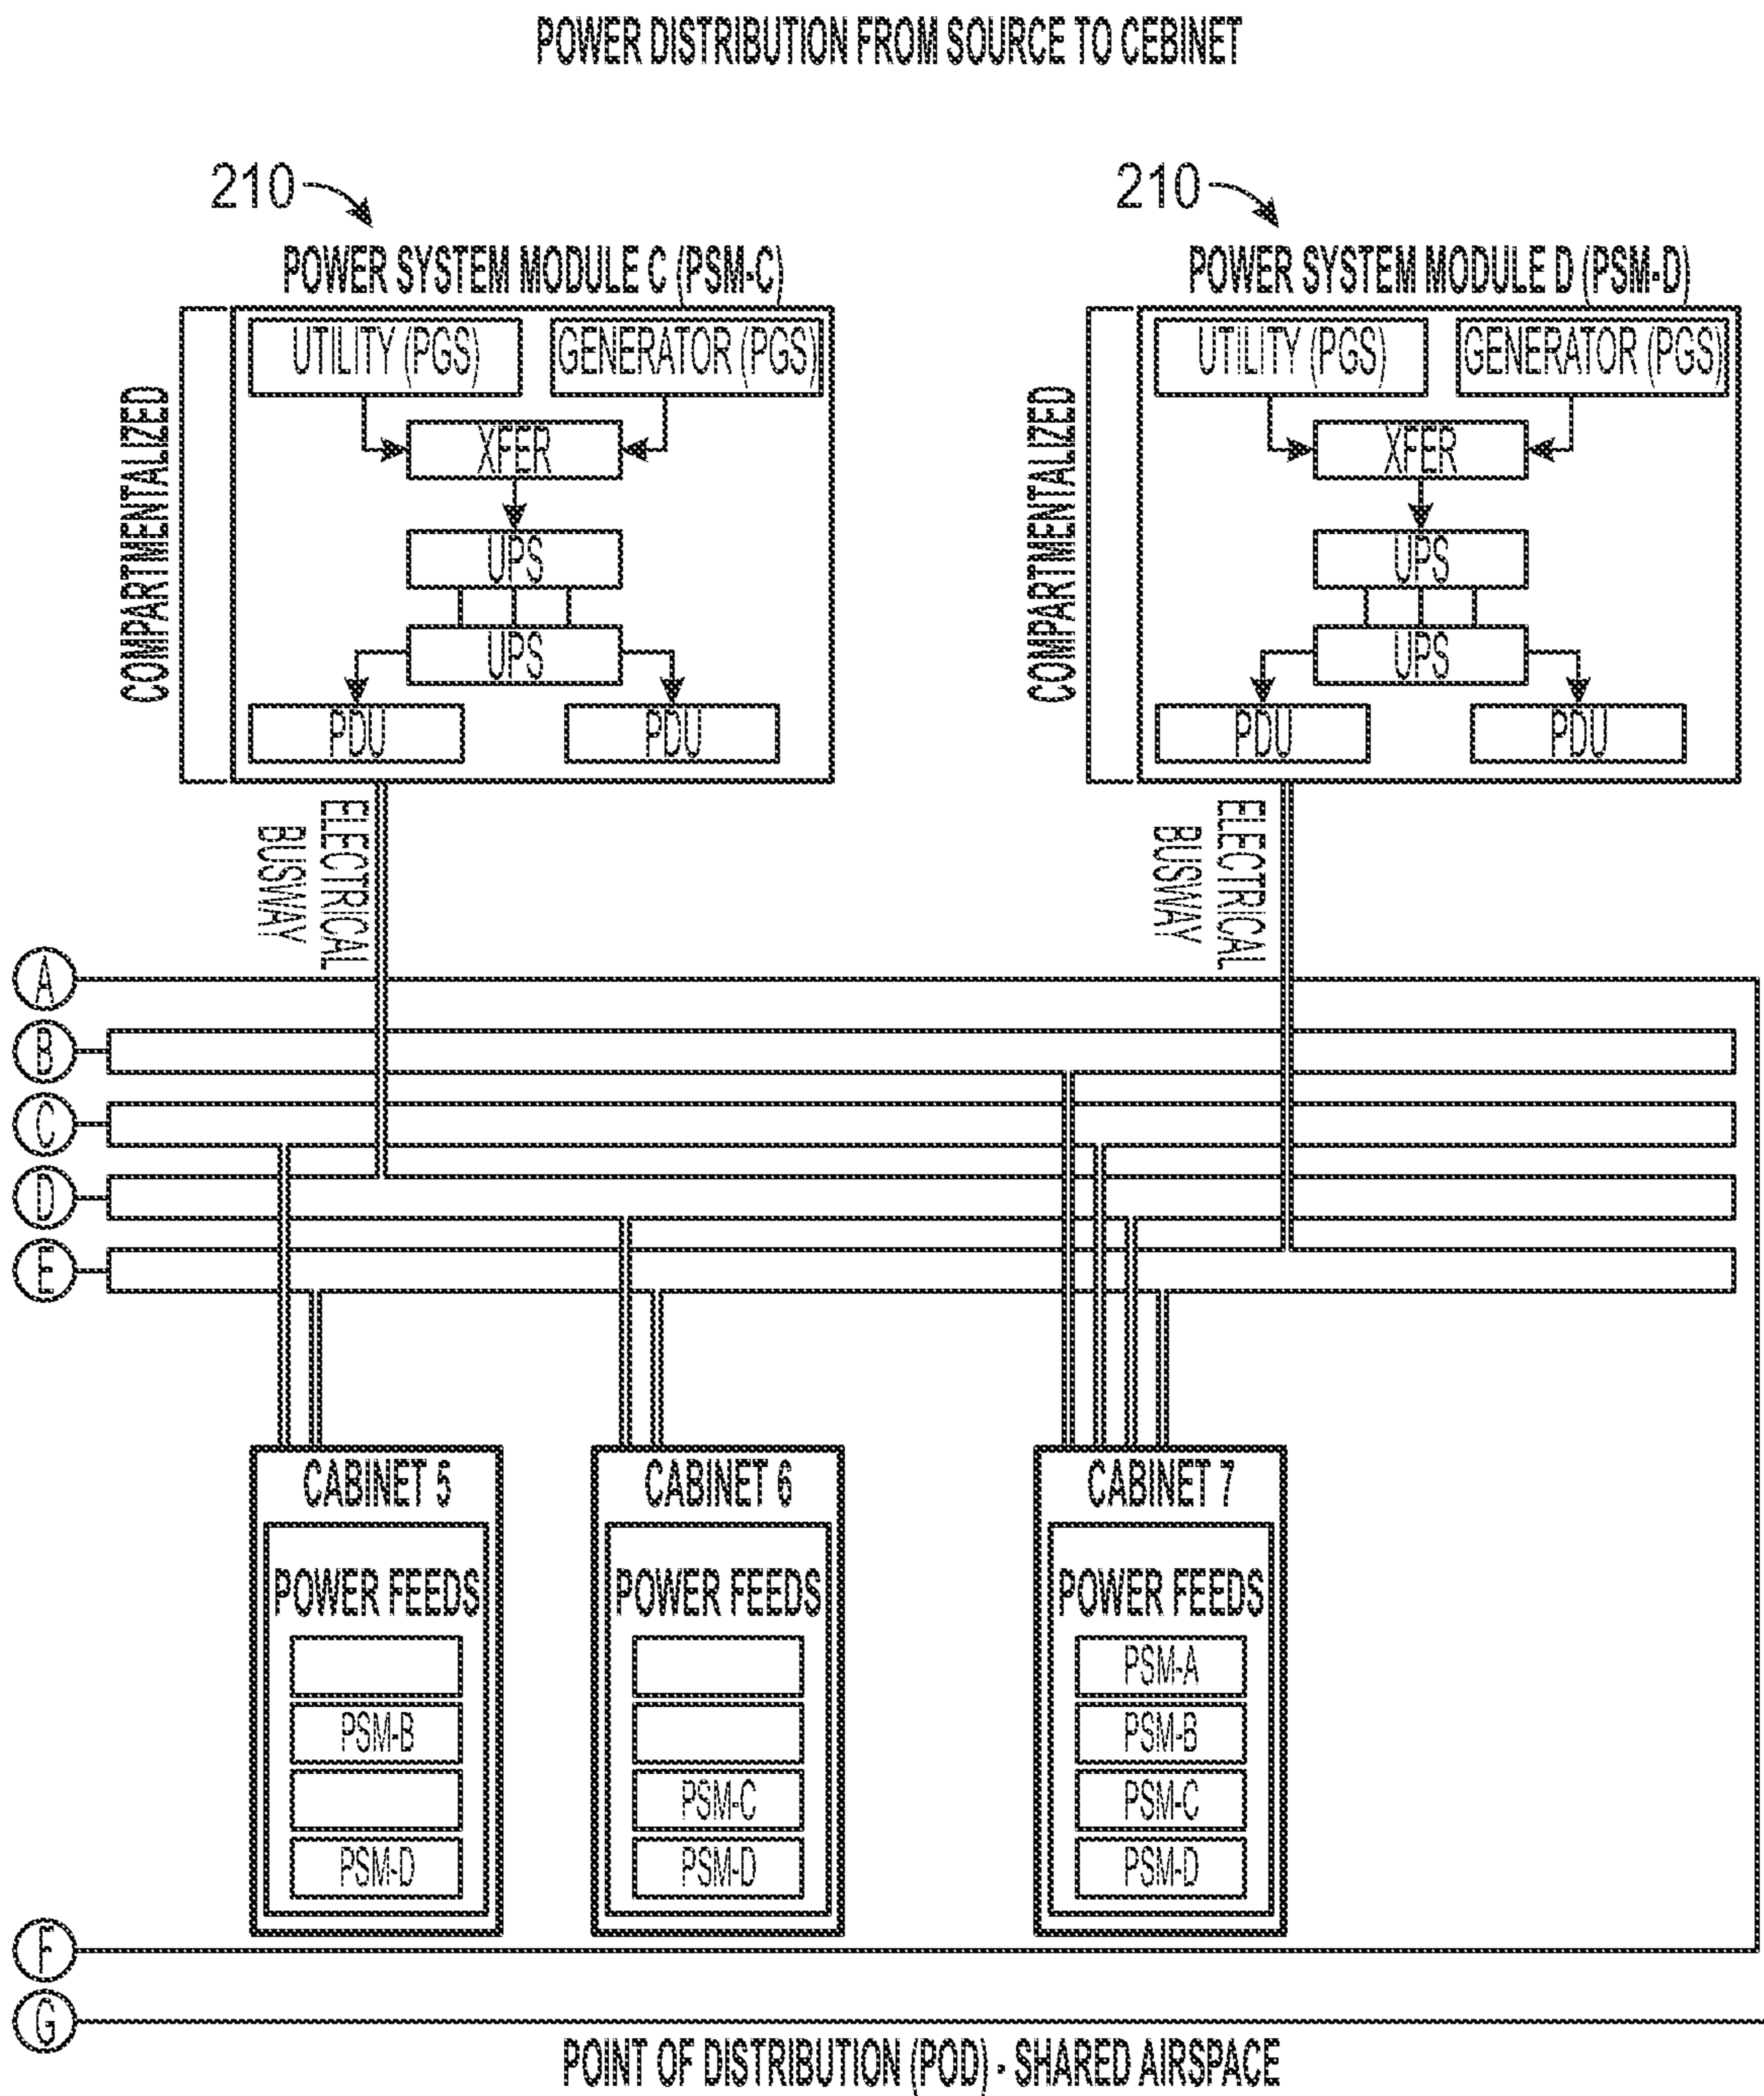 POWER DISTRIBUTION FROM SOURCE TO CEBINET
210
210
POWER SYSTEM MODULE C (PSM-C)
POWER SYSTEM MODULE D (PSM-D)
COMPARTMENTALIZED
UTILITY (PGS)
GENERATOR (PGS)
XFER
UPS
UPS
PDU
PDU
COMPARTMENTALIZED
UTILITY (PGS)
GENERATOR (PGS)
XFER
UPS
UPS
PDU
PDU
ELECTRICAL
BUSWAY
ELECTRICAL
BUSWAY
A
B
C
D
E
CABINET 5
POWER FEEDS
PSM-B
PSM-D
CABINET 6
POWER FEEDS
PSM-C
PSM-D
CABINET 7
POWER FEEDS
PSM-A
PSM-B
PSM-C
PSM-D
F
G
POINT OF DISTRIBUTION (POD) - SHARED AIRSPACE